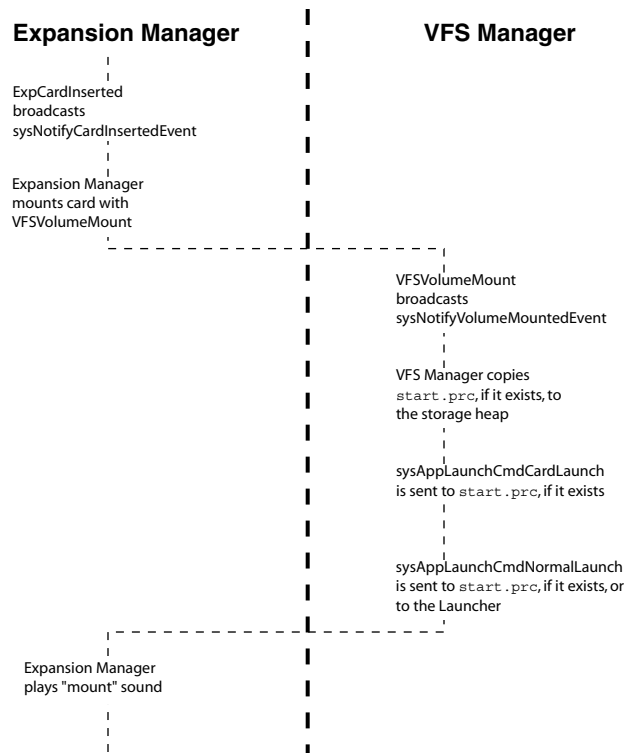 Expansion Manager
VFS Manager
ExpCardInserted
broadcasts
sysNotifyCardInsertedEvent
Expansion Manager
mounts card with
VFSVolumeMount
VFSVolumeMount
broadcasts
sysNotifyVolumeMountedEvent
VFS Manager copies
start.prc, if it exists, to
the storage heap
sysAppLaunchCmdCardLaunch
is sent to start.prc, if it exists
sysAppLaunchCmdNormalLaunch
is sent to start.prc, if it exists, or
to the Launcher
Expansion Manager
plays "mount" sound